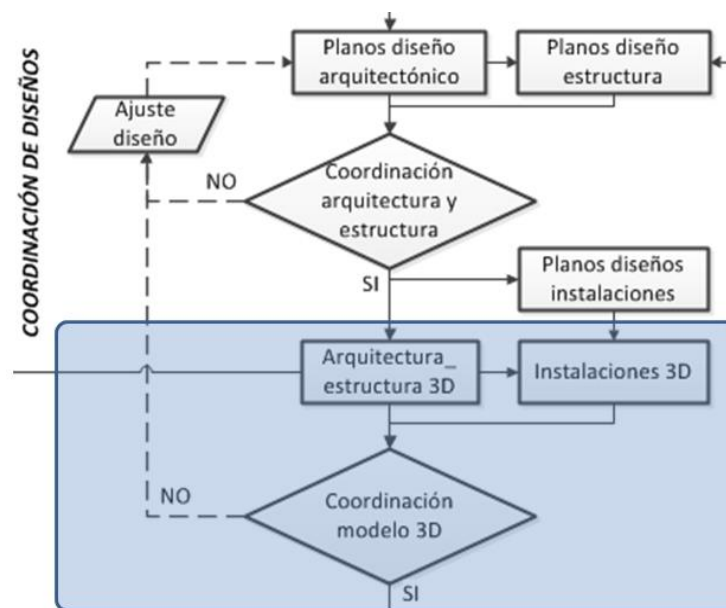 COORDINACIÓN DE DISEÑOS
Planos diseño
arquitectónico
Planos diseño
estructura
Ajuste
diseño
NO
Coordinación
arquitectura y
estructura
SI
Planos diseños
instalaciones
Arquitectura_
estructura 3D
Instalaciones 3D
NO
Coordinación
modelo 3D
SI